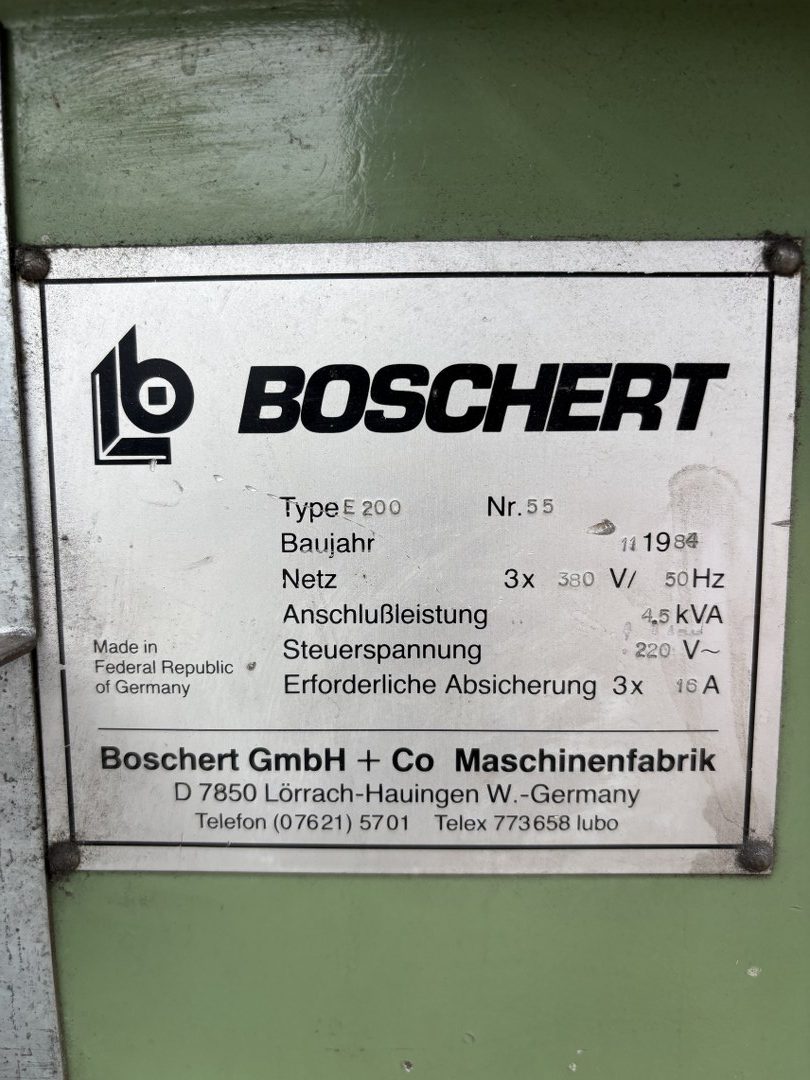 lb BOSCHERT
Type E 200 Nr. 55
Baujahr 11 1984
Netz 3x 380 V/ 50 Hz
Anschlußleistung 4,5 kVA
Steuerspannung 220 V~
Erforderliche Absicherung 3x 16 A
Made in
Federal Republic
of Germany
Boschert GmbH + Co Maschinenfabrik
D 7850 Lörrach-Hauingen W.-Germany
Telefon (07621) 5701 Telex 773658 lubo